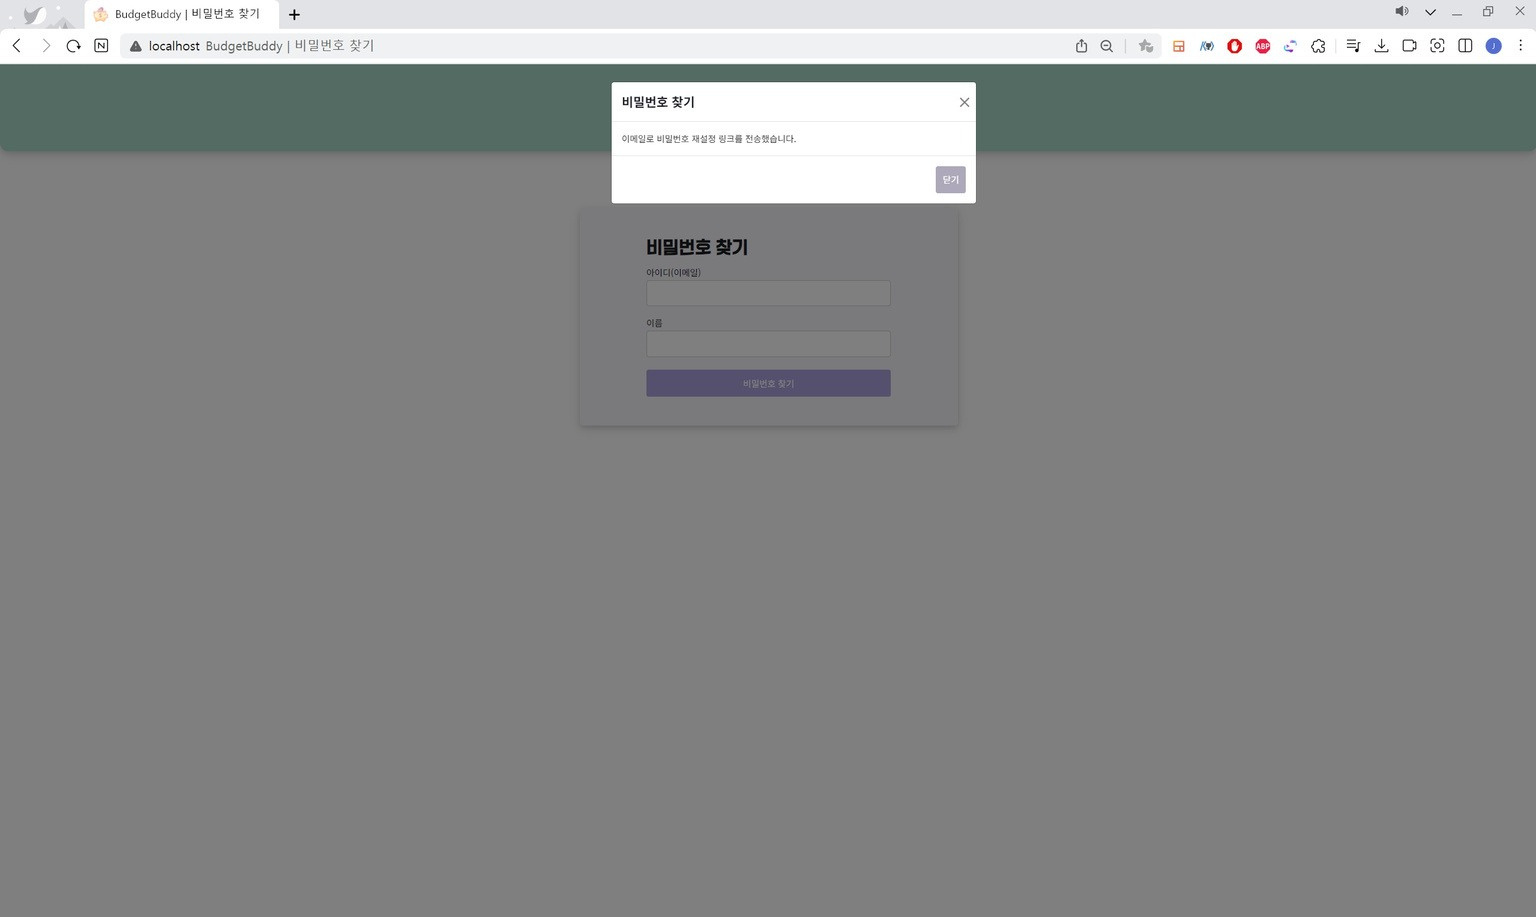 BudgetBuddy | 비밀번호 찾기
N
localhost BudgetBuddy | 비밀번호 찾기
ABP
J
비밀번호 찾기
이메일로 비밀번호 재설정 링크를 전송했습니다.
닫기
비밀번호 찾기
아이디(이메일)
이름
비밀번호 찾기